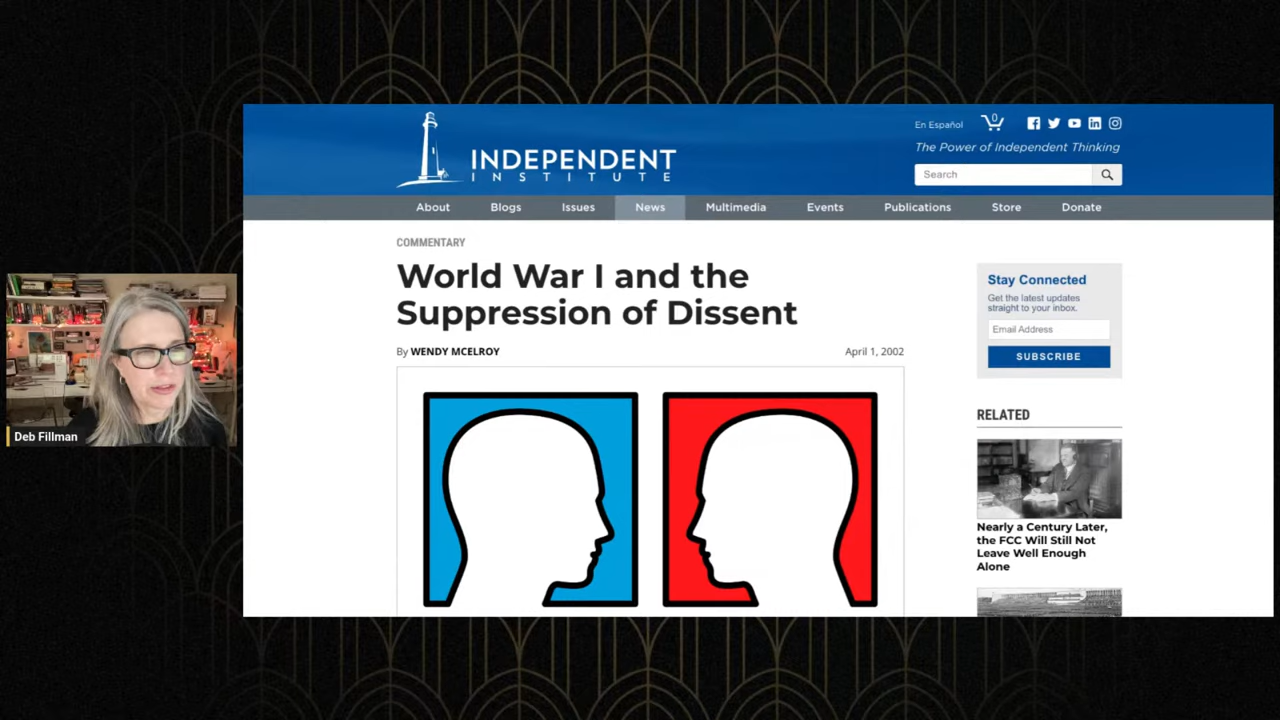 En Español
0
The Power of Independent Thinking
INDEPENDENT
INSTITUTE
Search
About Blogs Issues News Multimedia Events Publications Store Donate
COMMENTARY
World War I and the
Suppression of Dissent
By WENDY MCELROY
April 1, 2002
Stay Connected
Get the latest updates
straight to your inbox.
Email Address
SUBSCRIBE
RELATED
Nearly a Century Later,
the FCC Will Still Not
Leave Well Enough
Alone
Deb Fillman